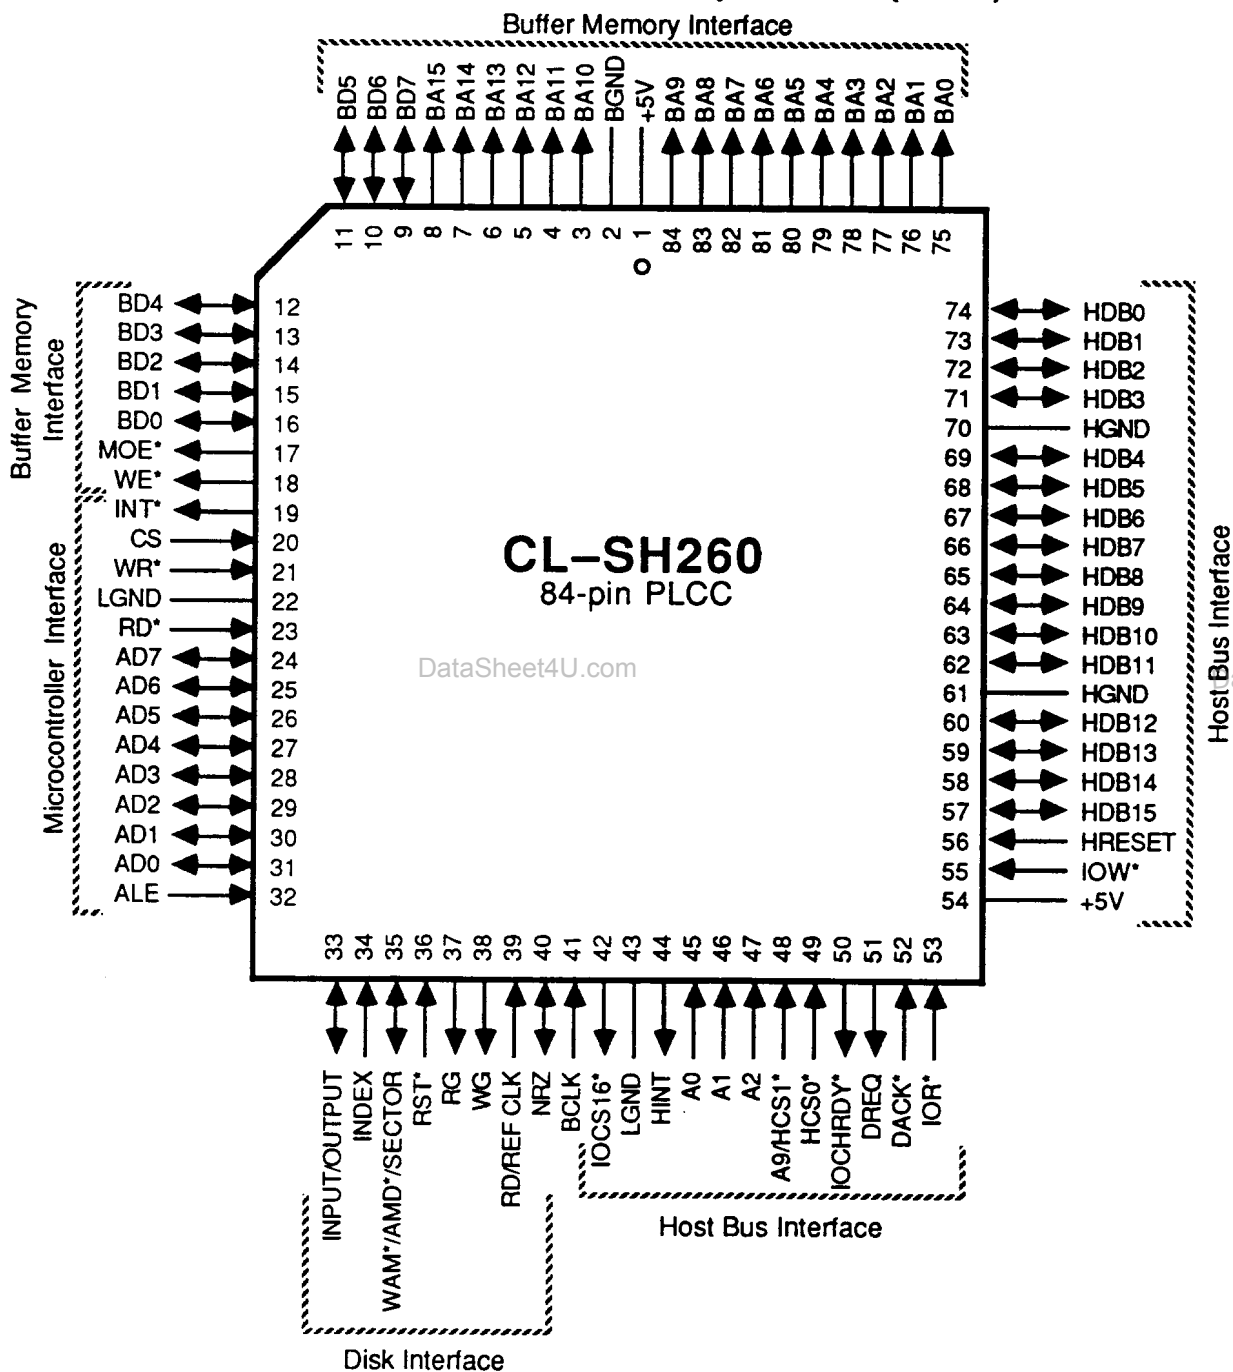 Buffer Memory Interface
BD5 BD6 BD7 BA15 BA14 BA13 BA12 BA11 BA10 BGND +5V BA9 BA8 BA7 BA6 BA5 BA4 BA3 BA2 BA1 BA0
11 10 9 8 7 6 5 4 3 2 1 84 83 82 81 80 79 78 77 76 75
Buffer Memory
Interface
BD4 12
BD3 13
BD2 14
BD1 15
BD0 16
MOE* 17
WE* 18
Microcontroller Interface
INT* 19
CS 20
WR* 21
LGND 22
RD* 23
AD7 24
AD6 25
AD5 26
AD4 27
AD3 28
AD2 29
AD1 30
AD0 31
ALE 32
CL–SH260
84-pin PLCC
DataSheet4U.com
74 HDB0
73 HDB1
72 HDB2
71 HDB3
70 HGND
69 HDB4
68 HDB5
67 HDB6
66 HDB7
65 HDB8
64 HDB9
63 HDB10
62 HDB11
61 HGND
60 HDB12
59 HDB13
58 HDB14
57 HDB15
56 HRESET
55 IOW*
54 +5V
Host Bus Interface
33 34 35 36 37 38 39 40 41 42 43 44 45 46 47 48 49 50 51 52 53
INPUT/OUTPUT INDEX WAM*/AMD*/SECTOR RST* RG WG RD/REF CLK NRZ BCLK IOCS16* LGND HINT A0 A1 A2 A9/HCS1* HCS0* IOCHRDY* DREQ DACK* IOR*
Host Bus Interface
Disk Interface